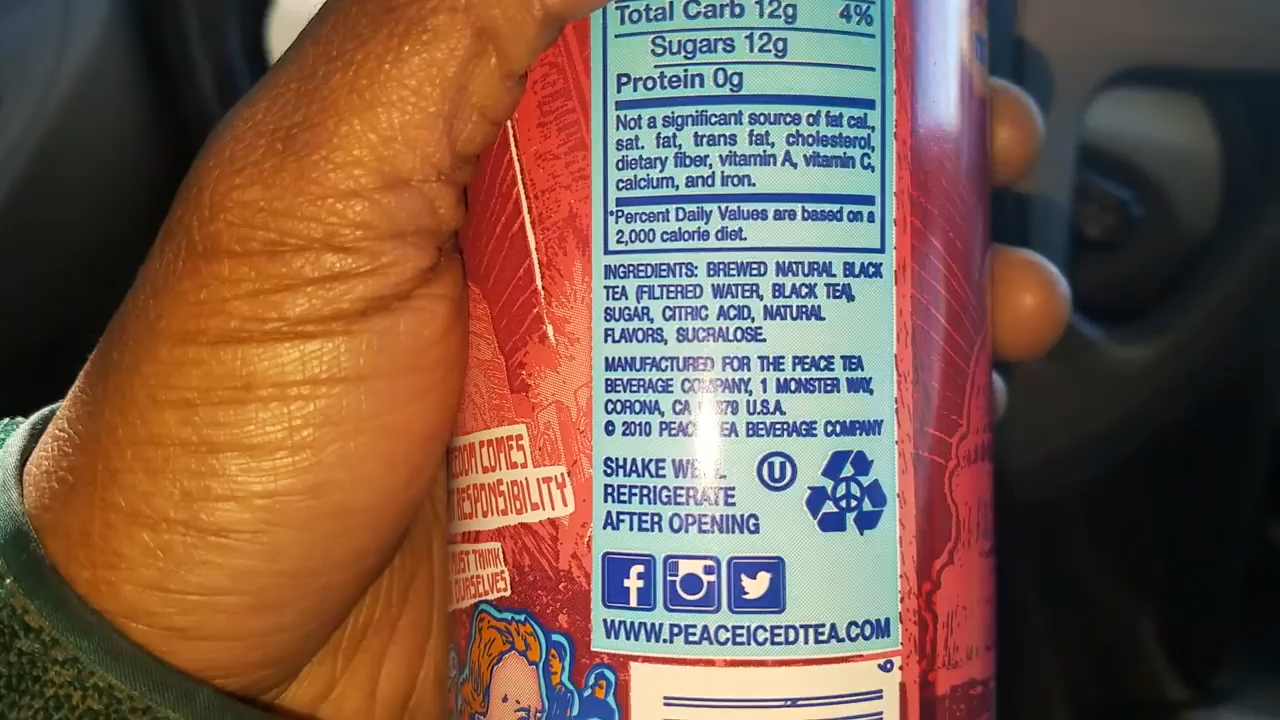 Total Carb 12g 4%
Sugars 12g
Protein 0g
Not a significant source of fat cal.,
sat. fat, trans fat, cholesterol,
dietary fiber, vitamin A, vitamin C,
calcium, and iron.
*Percent Daily Values are based on a
2,000 calorie diet.
INGREDIENTS: BREWED NATURAL BLACK
TEA (FILTERED WATER, BLACK TEA),
SUGAR, CITRIC ACID, NATURAL
FLAVORS, SUCRALOSE.
MANUFACTURED FOR THE PEACE TEA
BEVERAGE COMPANY, 1 MONSTER WAY,
CORONA, CA U.S.A.
© 2010 PEACE TEA BEVERAGE COMPANY
SHAKE WELL
REFRIGERATE
AFTER OPENING
U
f
WWW.PEACEICEDTEA.COM
6
COMES
RESPONSIBILITY
THINK
OURSELVES